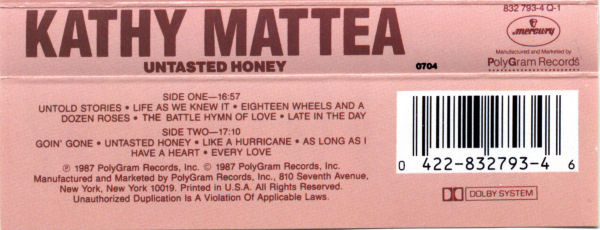 832 793-4 Q-1
KATHY MATTEA
mercury
Manufactured and Marketed by
UNTASTED HONEY
0704
PolyGram Records
SIDE ONE—16:57
UNTOLD STORIES • LIFE AS WE KNEW IT • EIGHTEEN WHEELS AND A
DOZEN ROSES • THE BATTLE HYMN OF LOVE • LATE IN THE DAY
SIDE TWO—17:10
GOIN' GONE • UNTASTED HONEY • LIKE A HURRICANE • AS LONG AS I
HAVE A HEART • EVERY LOVE
℗ 1987 PolyGram Records, Inc. © 1987 PolyGram Records, Inc.
Manufactured and Marketed by PolyGram Records, Inc., 810 Seventh Avenue,
New York, New York 10019. Printed in U.S.A. All Rights Reserved.
Unauthorized Duplication Is A Violation Of Applicable Laws.
0 422-832793-4 6
DOLBY SYSTEM